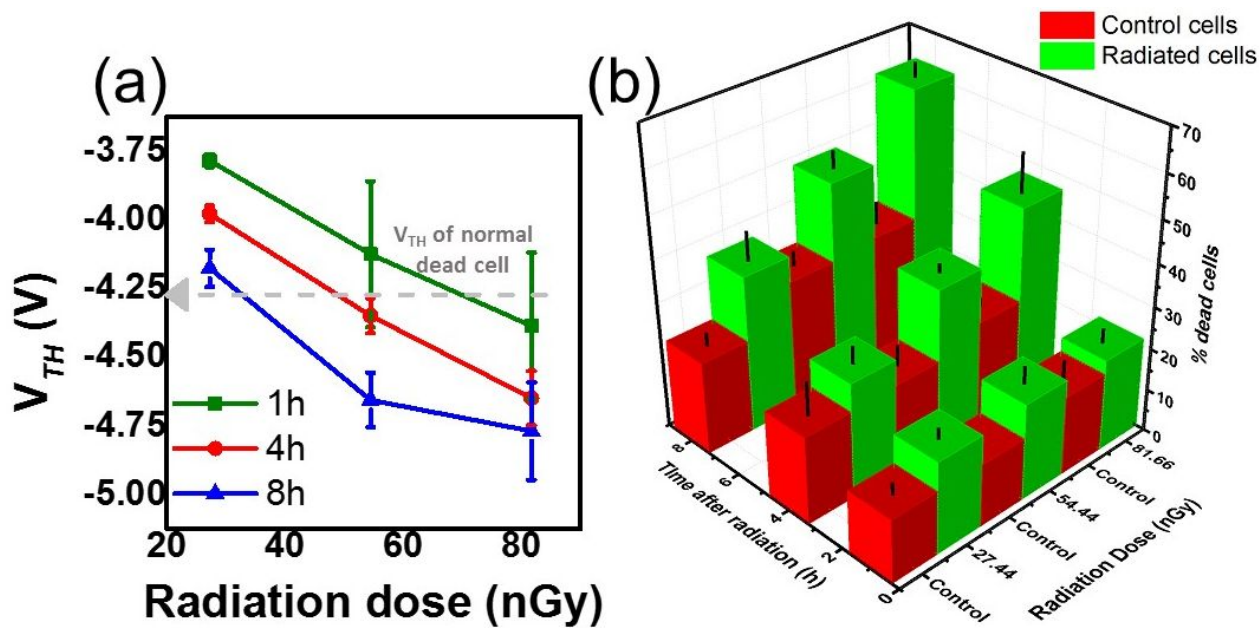 (a)
V_TH (V)
-3.75
-4.00
-4.25
-4.50
-4.75
-5.00
V_TH of normal
dead cell
1h
4h
8h
20
40
60
80
Radiation dose (nGy)
(b)
Control cells
Radiated cells
70
60
50
40
30
20
10
0
% dead cells
8
6
4
2
0
Time after radiation (h)
Control
27.44
Control
54.44
Control
81.66
Radiation Dose (nGy)